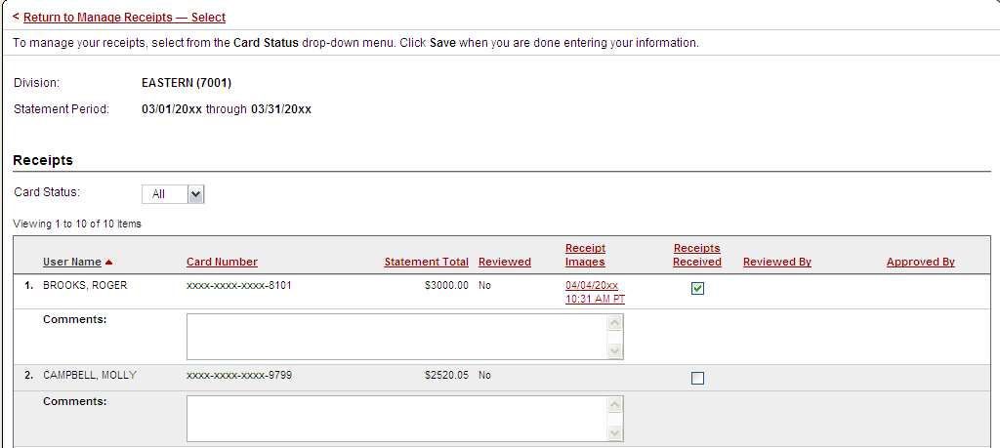 < Return to Manage Receipts — Select
To manage your receipts, select from the Card Status drop-down menu. Click Save when you are done entering your information.
Division: EASTERN (7001)
Statement Period: 03/01/20xx through 03/31/20xx
Receipts
Card Status: All
Viewing 1 to 10 of 10 Items
User Name Card Number Statement Total Reviewed Receipt Images Receipts Received Reviewed By Approved By
1. BROOKS, ROGER xxxx-xxxx-xxxx-8101 $3000.00 No 04/04/20xx 10:31 AM PT
Comments:
2. CAMPBELL, MOLLY xxxx-xxxx-xxxx-9799 $2520.05 No
Comments: